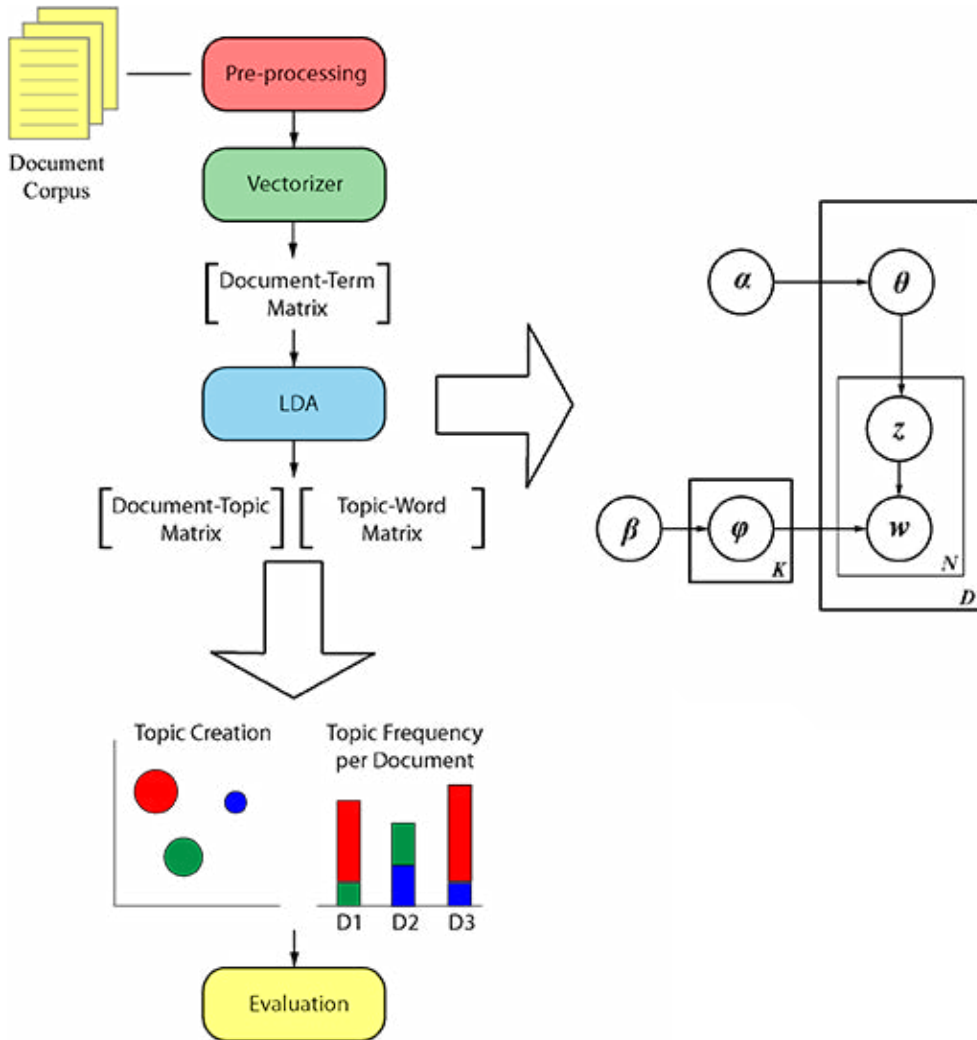 Document
Corpus
Pre-processing
Vectorizer
Document-Term
Matrix
LDA
Document-Topic
Matrix
Topic-Word
Matrix
α
θ
z
β
φ
w
K
N
D
Topic Creation
Topic Frequency
per Document
D1 D2 D3
Evaluation